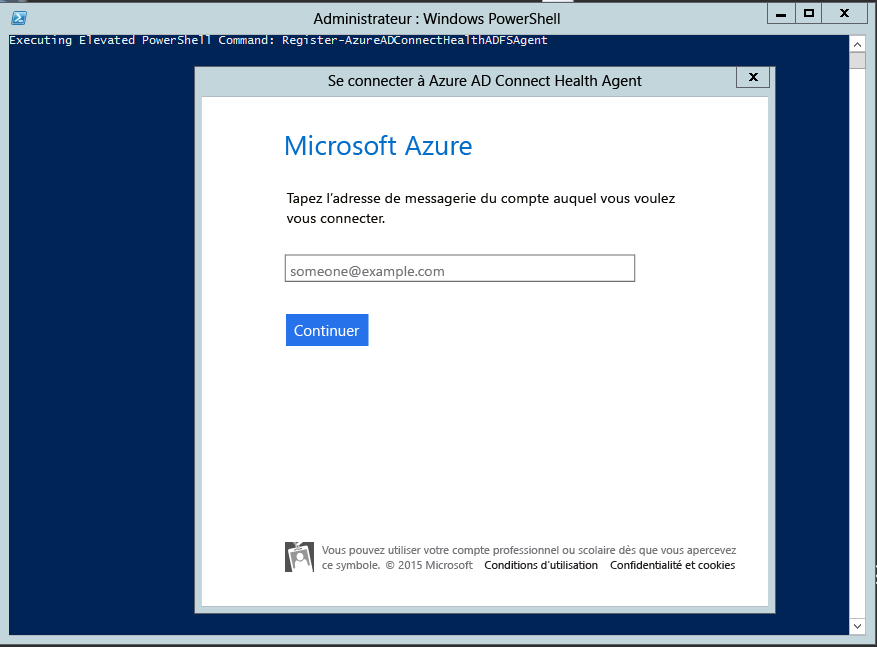 Administrateur : Windows PowerShell
Executing Elevated PowerShell Command: Register-AzureADConnectHealthADFSAgent
Se connecter à Azure AD Connect Health Agent
Microsoft Azure
Tapez l'adresse de messagerie du compte auquel vous voulez
vous connecter.
someone@example.com
Continuer
Vous pouvez utiliser votre compte professionnel ou scolaire dès que vous apercevez
ce symbole. © 2015 Microsoft Conditions d'utilisation Confidentialité et cookies